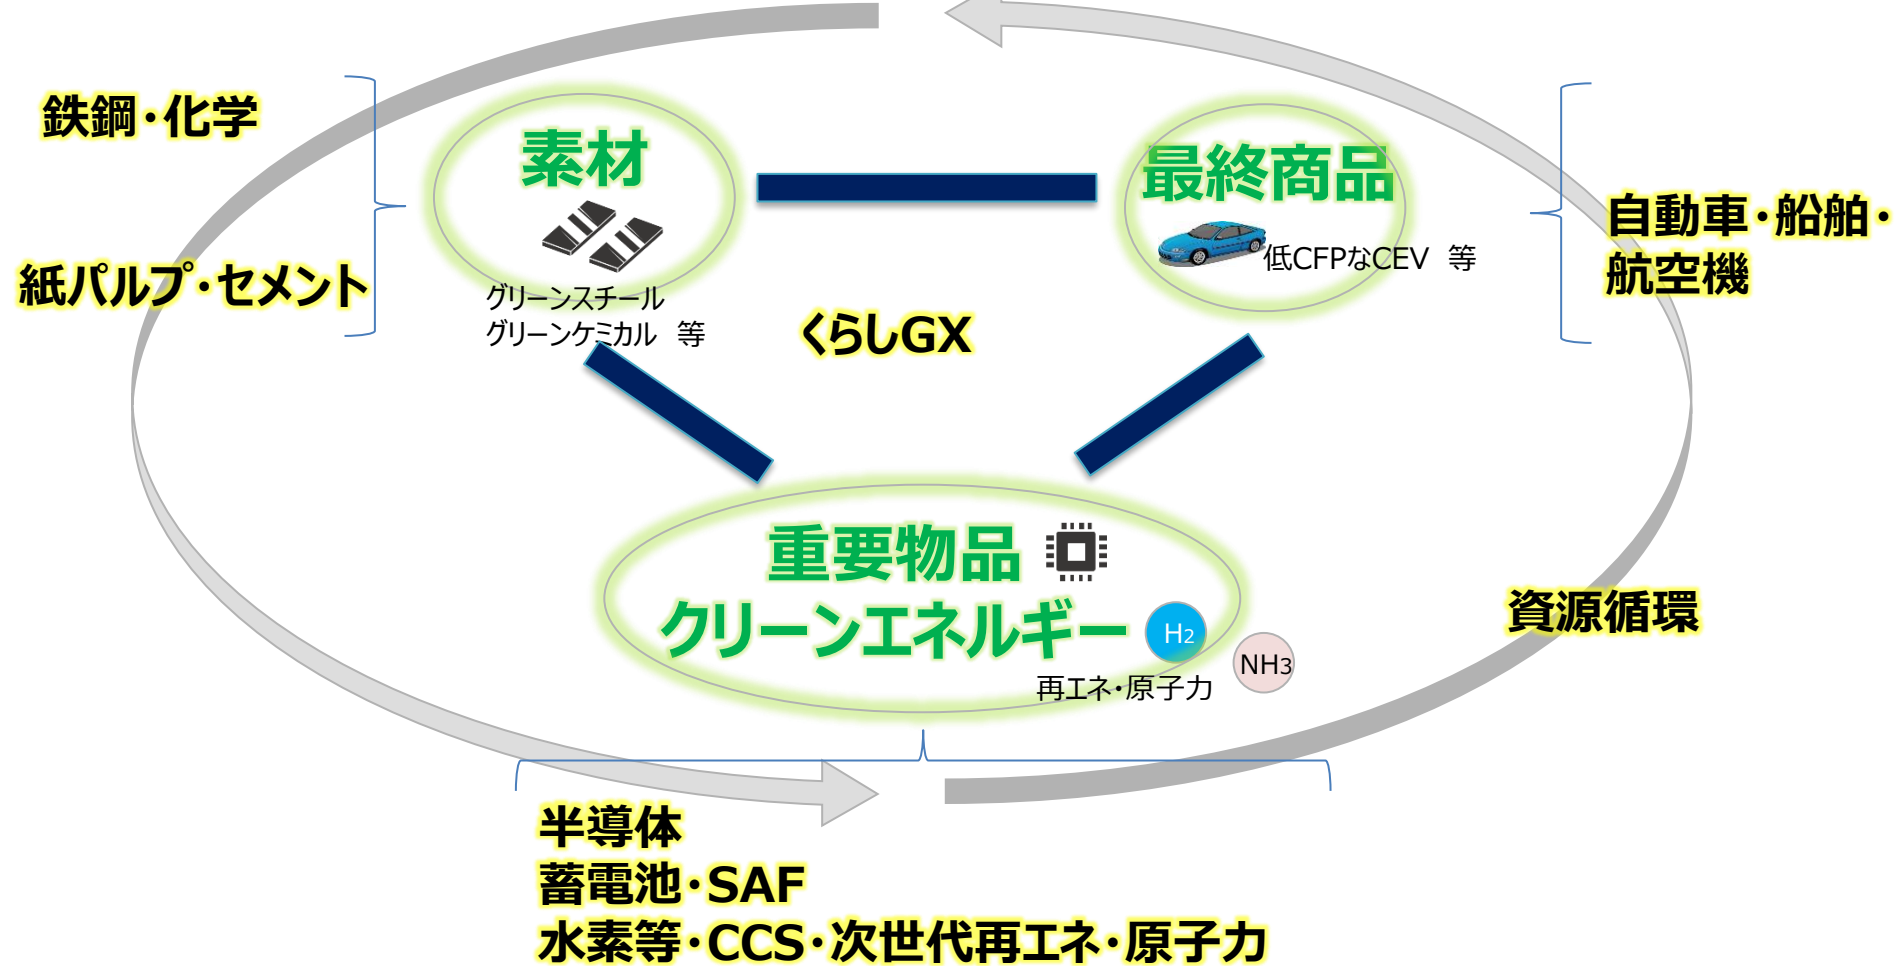 鉄鋼・化学
紙パルプ・セメント
素材
グリーンスチール
グリーンケミカル　等
最終商品
低CFPなCEV　等
自動車・船舶・
航空機
くらしGX
重要物品
クリーンエネルギー
H2
NH3
再エネ・原子力
資源循環
半導体
蓄電池・SAF
水素等・CCS・次世代再エネ・原子力